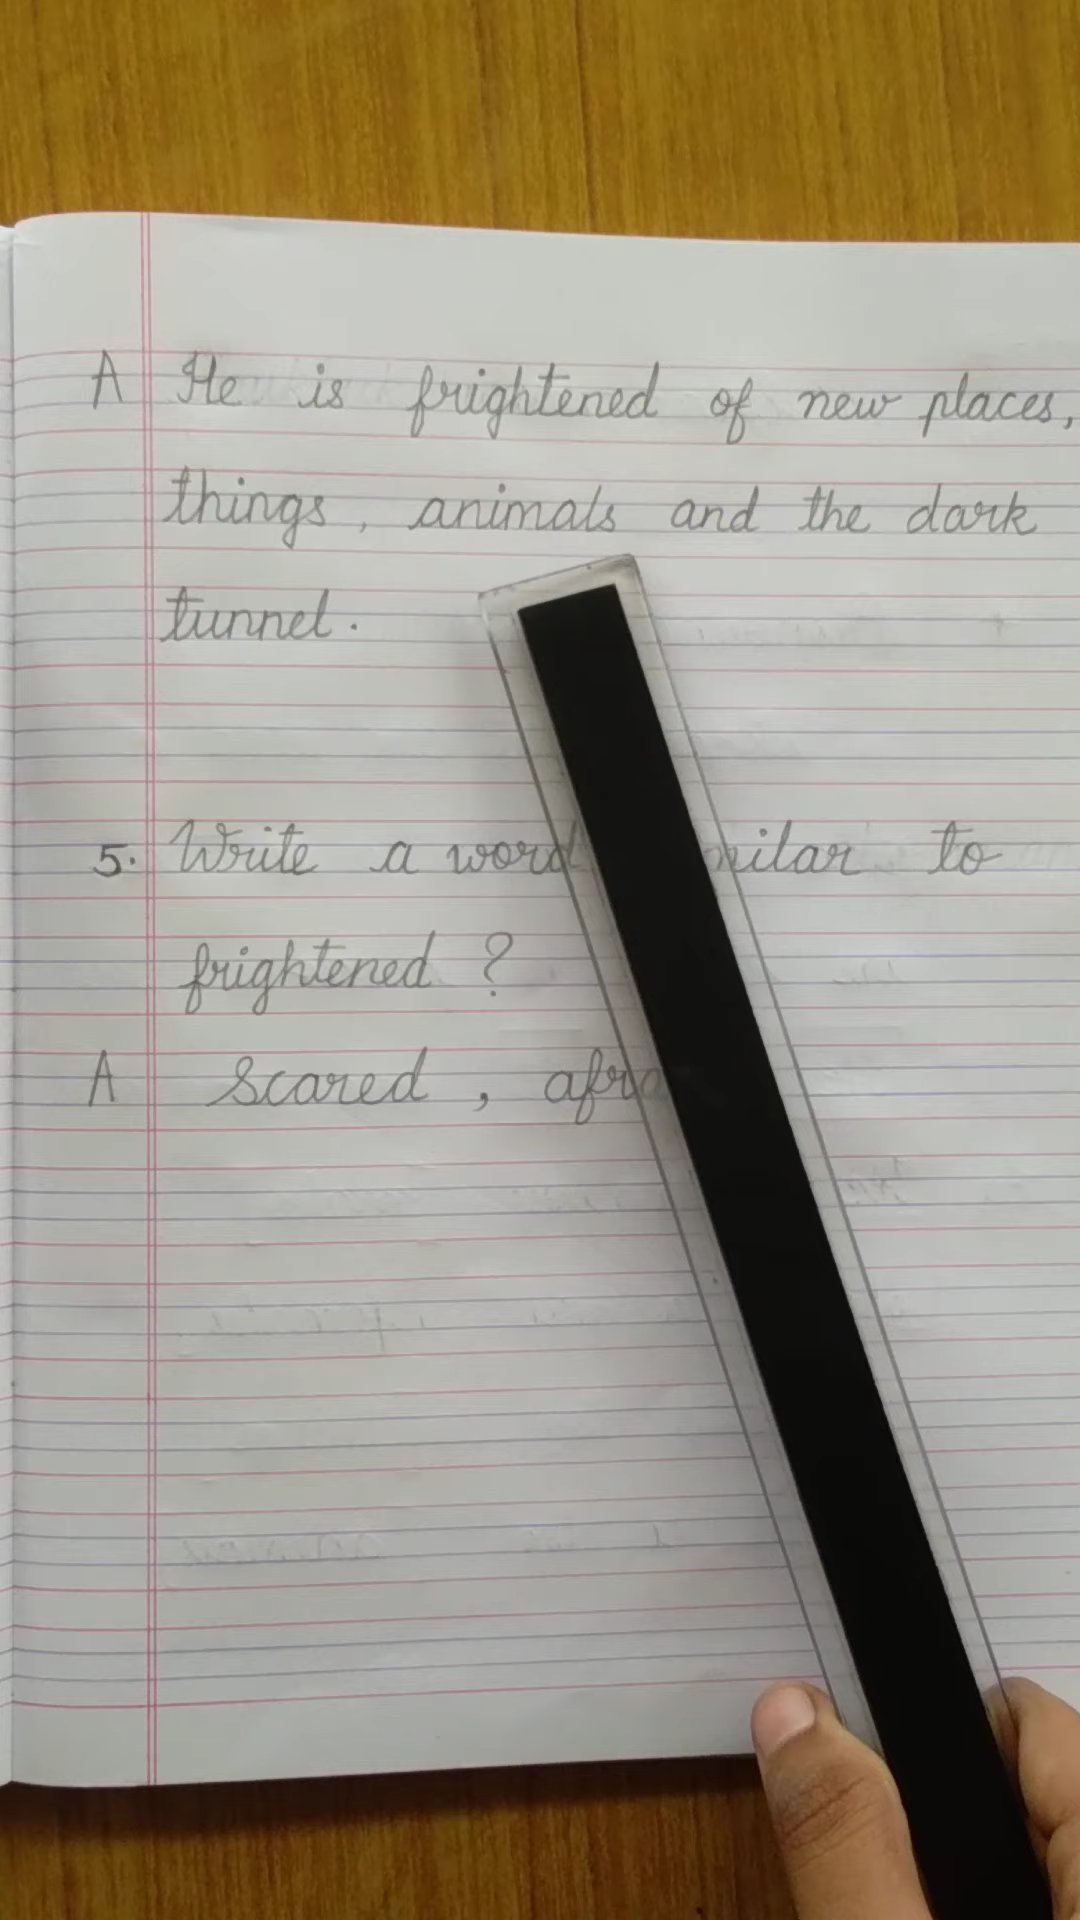 A He is frightened of new places,
things, animals and the dark
tunnel.
5. Write a word to
frightened ?
A scared,